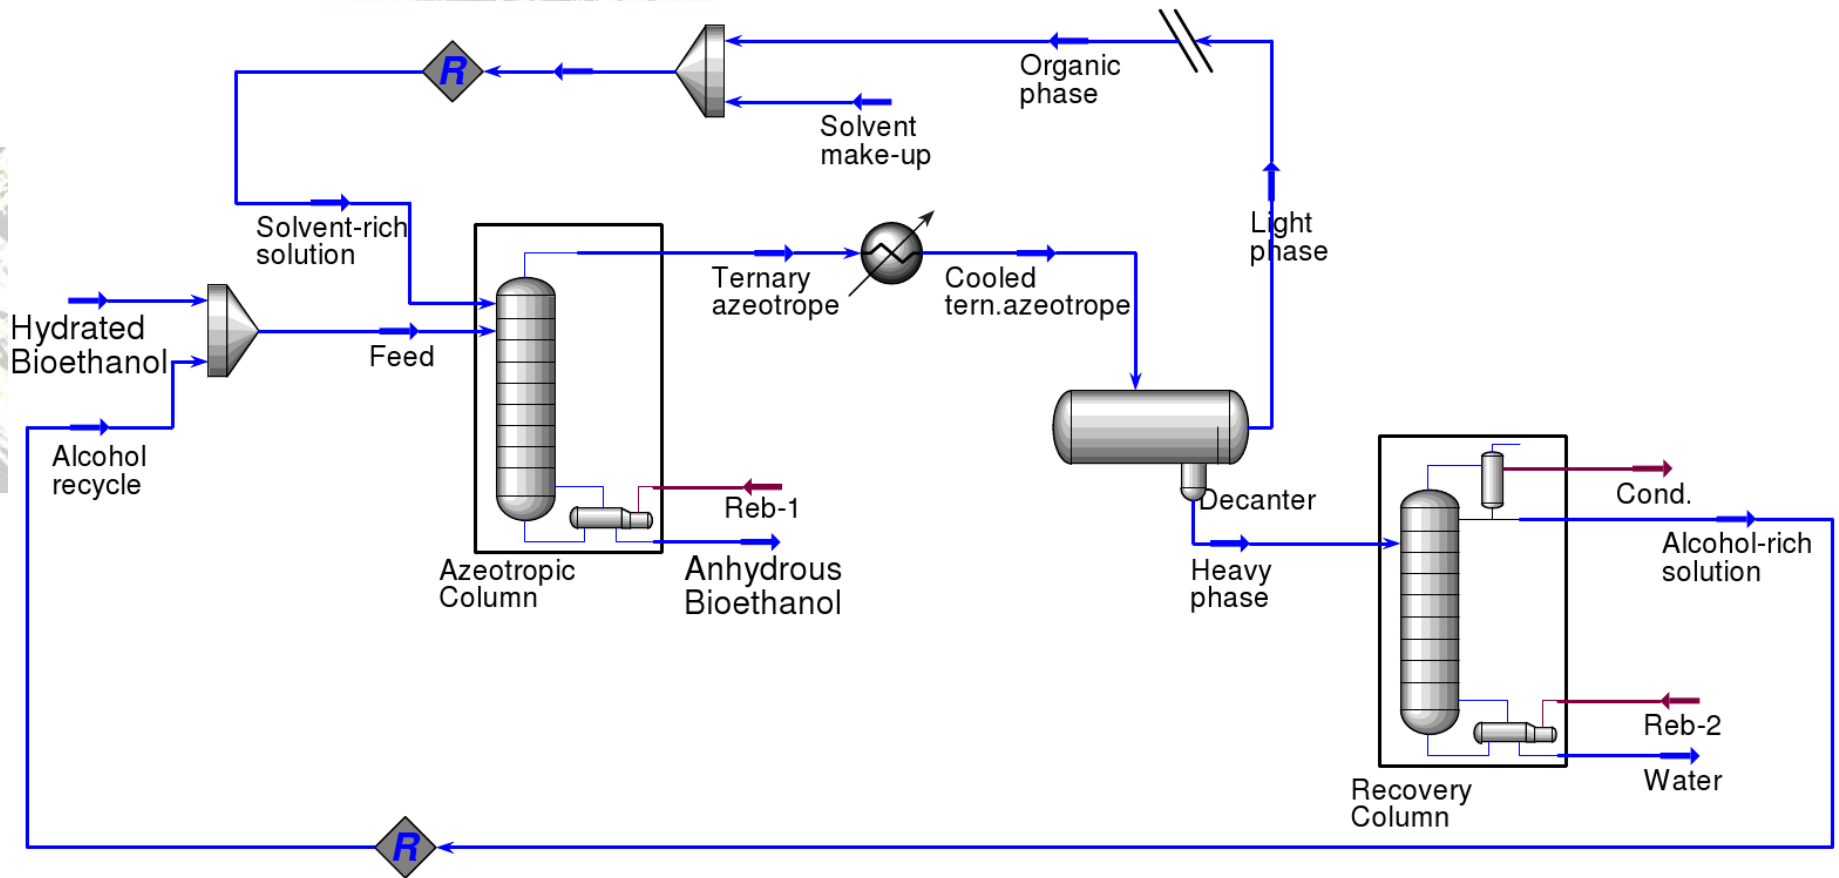 R
Organic
phase
Solvent
make-up
Solvent-rich
solution
Light
phase
Ternary
azeotrope
Cooled
tern.azeotrope
Hydrated
Bioethanol
Feed
Alcohol
recycle
Reb-1
Decanter
Cond.
Azeotropic
Column
Anhydrous
Bioethanol
Heavy
phase
Alcohol-rich
solution
Reb-2
Water
Recovery
Column
R